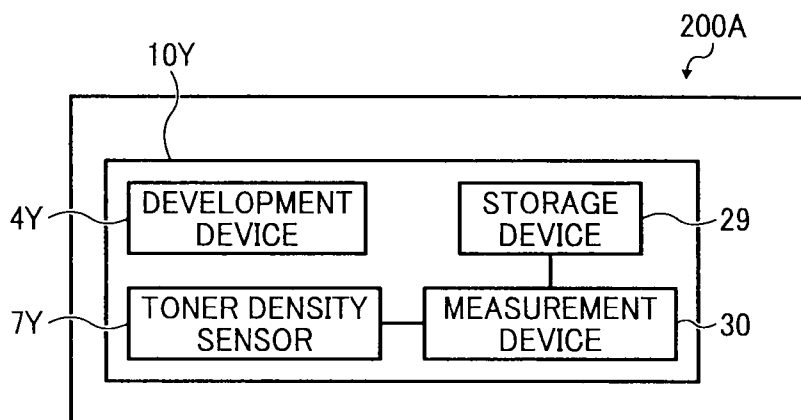 200A
10Y
4Y
DEVELOPMENT
DEVICE
STORAGE
DEVICE
29
7Y
TONER DENSITY
SENSOR
MEASUREMENT
DEVICE
30